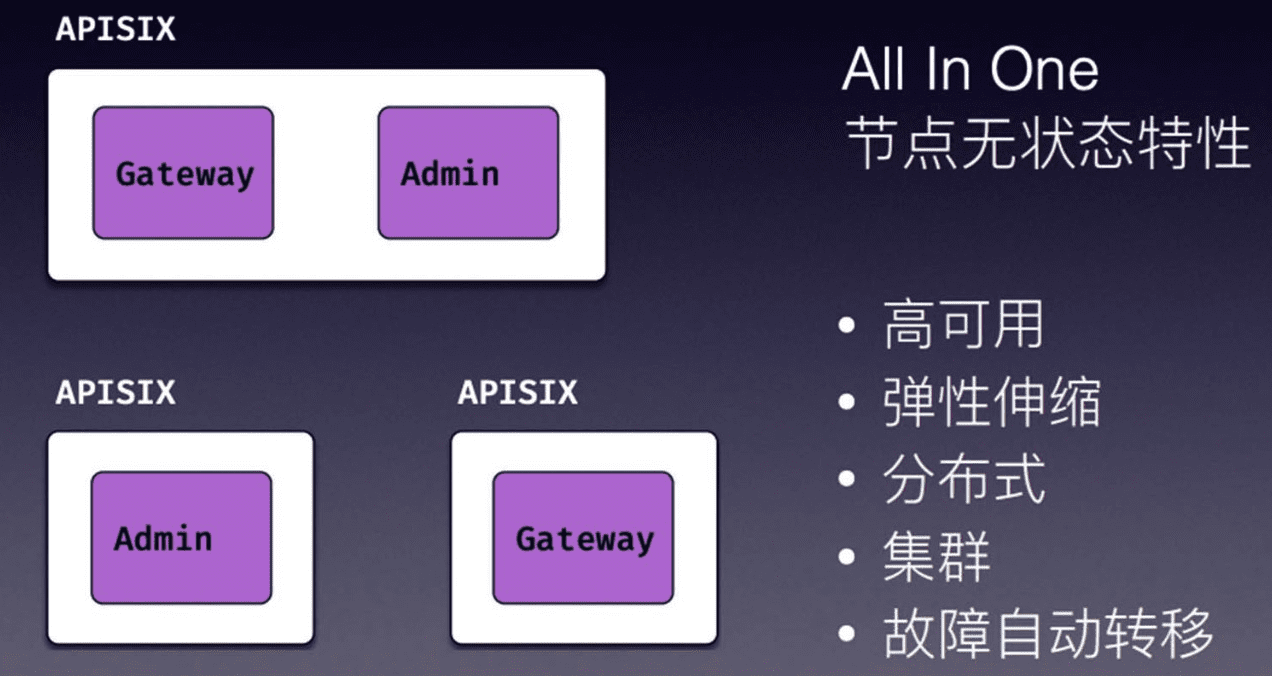 APISIX
Gateway
Admin
APISIX
Admin
APISIX
Gateway
All In One
节点无状态特性
• 高可用
• 弹性伸缩
• 分布式
• 集群
• 故障自动转移